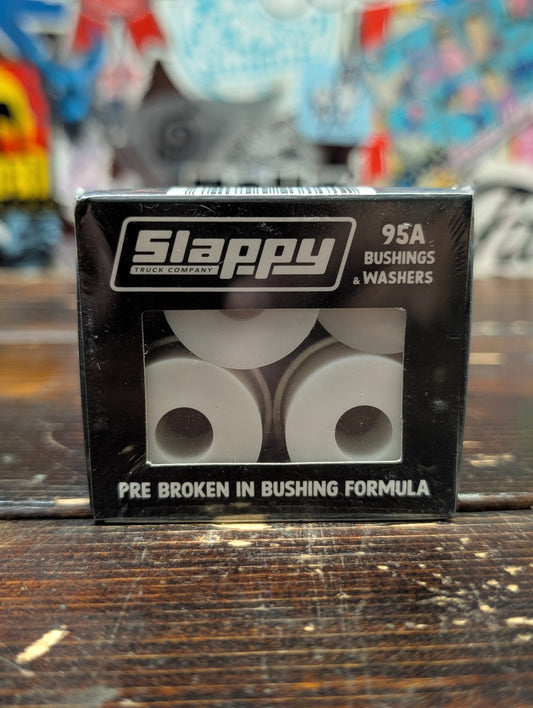 Slappy
TRUCK COMPANY
95A
BUSHINGS
& WASHERS
PRE BROKEN IN BUSHING FORMULA